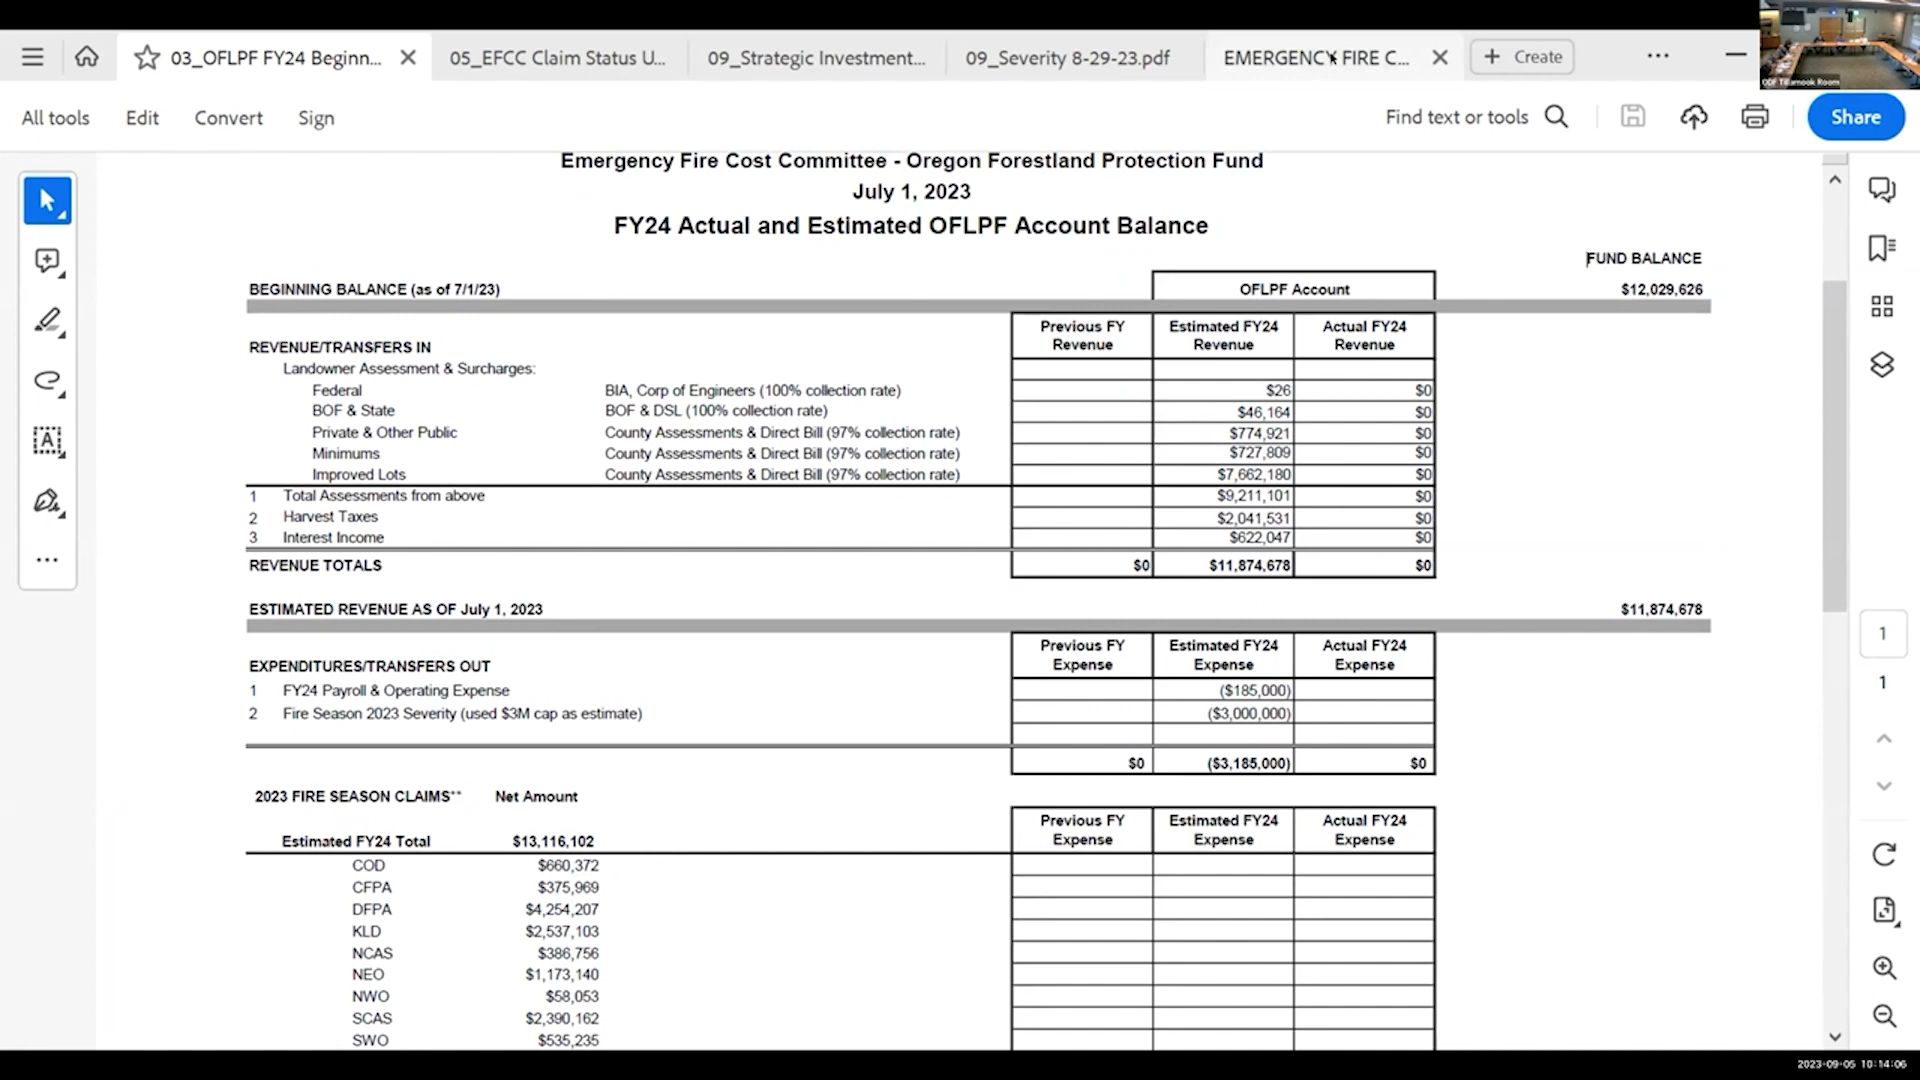 03_OFLPF FY24 Beginn...
05_EFCC Claim Status U...
09_Strategic Investment...
09_Severity 8-29-23.pdf
EMERGENCY FIRE C...
+ Create
ODF Tillamook Room
All tools Edit Convert Sign
Find text or tools
Share
Emergency Fire Cost Committee - Oregon Forestland Protection Fund
July 1, 2023
FY24 Actual and Estimated OFLPF Account Balance
FUND BALANCE
BEGINNING BALANCE (as of 7/1/23) OFLPF Account $12,029,626
REVENUE/TRANSFERS IN
Previous FY Revenue
Estimated FY24 Revenue
Actual FY24 Revenue
Landowner Assessment & Surcharges:
Federal BIA, Corp of Engineers (100% collection rate) $26 $0
BOF & State BOF & DSL (100% collection rate) $46,164 $0
Private & Other Public County Assessments & Direct Bill (97% collection rate) $774,921 $0
Minimums County Assessments & Direct Bill (97% collection rate) $727,809 $0
Improved Lots County Assessments & Direct Bill (97% collection rate) $7,662,180 $0
1 Total Assessments from above $9,211,101 $0
2 Harvest Taxes $2,041,531 $0
3 Interest Income $622,047 $0
REVENUE TOTALS $0 $11,874,678 $0
ESTIMATED REVENUE AS OF July 1, 2023 $11,874,678
EXPENDITURES/TRANSFERS OUT
Previous FY Expense
Estimated FY24 Expense
Actual FY24 Expense
1 FY24 Payroll & Operating Expense ($185,000)
2 Fire Season 2023 Severity (used $3M cap as estimate) ($3,000,000)
$0 ($3,185,000) $0
2023 FIRE SEASON CLAIMS** Net Amount
Previous FY Expense
Estimated FY24 Expense
Actual FY24 Expense
Estimated FY24 Total $13,116,102
COD $660,372
CFPA $375,969
DFPA $4,254,207
KLD $2,537,103
NCAS $386,756
NEO $1,173,140
NWO $58,053
SCAS $2,390,162
SWO $535,235
1
1
2023-09-05 10:14:06